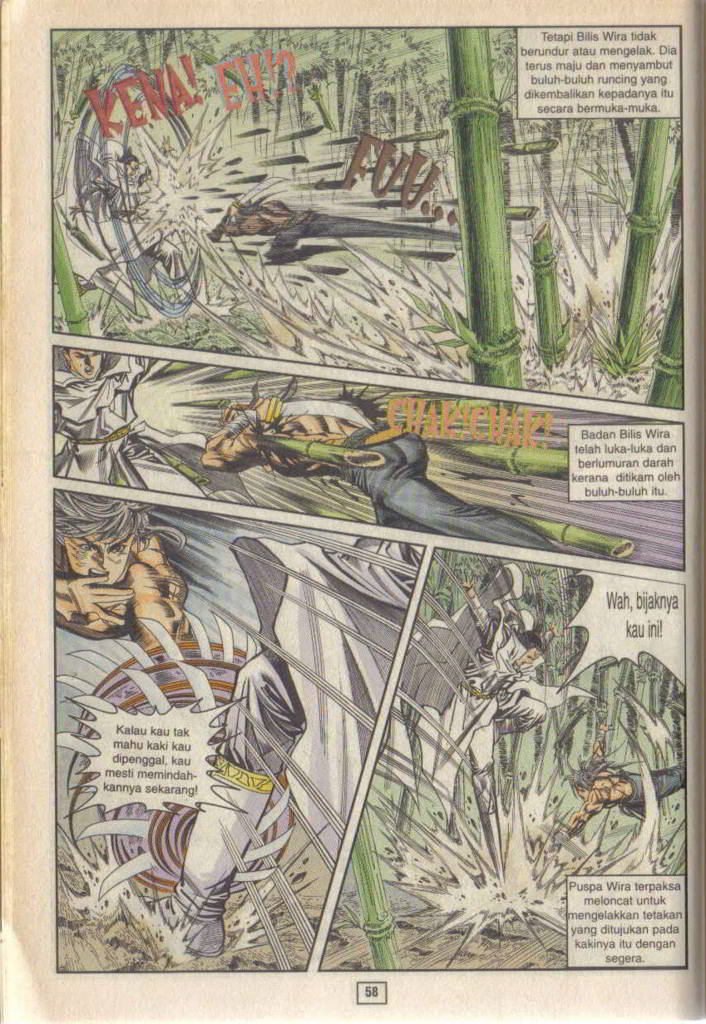 Tetapi Bilis Wira tidak
berundur atau mengelak. Dia
terus maju dan menyambut
buluh-buluh runcing yang
dikembalikan kepadanya itu
secara bermuka-muka.
KENA! EH!?
FUU...
CHAK! CHAK!
Badan Bilis Wira
telah luka-luka dan
berlumuran darah
kerana ditikam oleh
buluh-buluh itu.
Kalau kau tak
mahu kaki kau
dipenggal, kau
mesti memindah-
kannya sekarang!
Wah, bijaknya
kau ini!
Puspa Wira terpaksa
meloncat untuk
mengelakkan tetakan
yang ditujukan pada
kakinya itu dengan
segera.
58